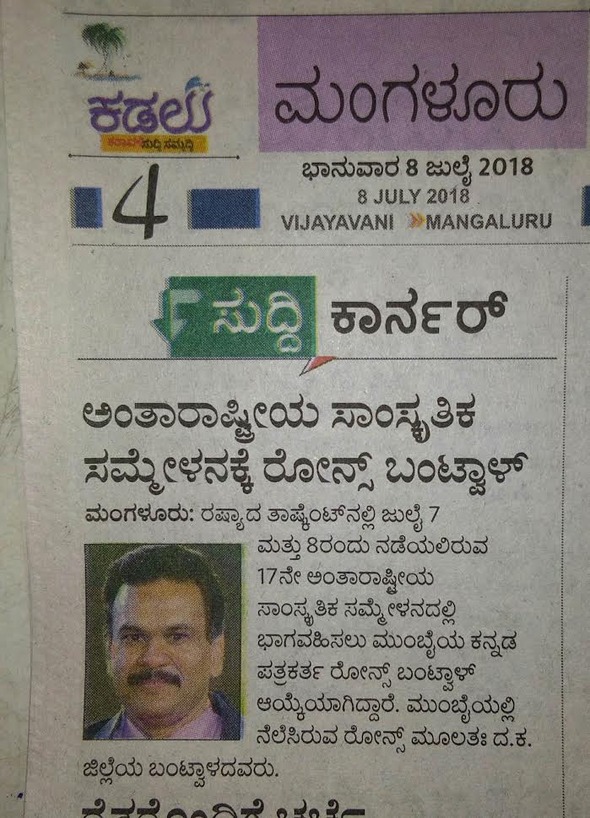 ಕಡಲು
ಕರಾವಳಿ ಸುದ್ದಿ ಸಮೃದ್ಧಿ
ಮಂಗಳೂರು
4
ಭಾನುವಾರ 8 ಜುಲೈ 2018
8 JULY 2018
VIJAYAVANI MANGALURU
ಸುದ್ದಿ ಕಾರ್ನರ್
ಅಂತಾರಾಷ್ಟ್ರೀಯ ಸಾಂಸ್ಕೃತಿಕ
ಸಮ್ಮೇಳನಕ್ಕೆ ರೋನ್ಸ್ ಬಂಟ್ವಾಳ್
ಮಂಗಳೂರು: ರಷ್ಯಾದ ತಾಷ್ಕೆಂಟ್‌ನಲ್ಲಿ ಜುಲೈ 7
ಮತ್ತು 8ರಂದು ನಡೆಯಲಿರುವ
17ನೇ ಅಂತಾರಾಷ್ಟ್ರೀಯ
ಸಾಂಸ್ಕೃತಿಕ ಸಮ್ಮೇಳನದಲ್ಲಿ
ಭಾಗವಹಿಸಲು ಮುಂಬೈಯ ಕನ್ನಡ
ಪತ್ರಕರ್ತ ರೋನ್ಸ್ ಬಂಟ್ವಾಳ್
ಆಯ್ಕೆಯಾಗಿದ್ದಾರೆ. ಮುಂಬೈಯಲ್ಲಿ
ನೆಲೆಸಿರುವ ರೋನ್ಸ್ ಮೂಲತಃ ದ.ಕ.
ಜಿಲ್ಲೆಯ ಬಂಟ್ವಾಳದವರು.